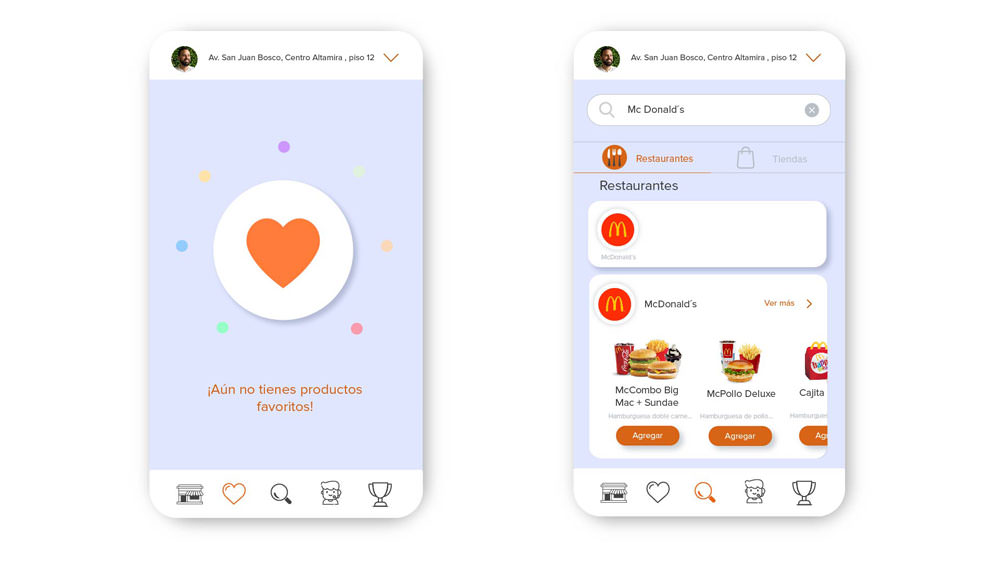 Av. San Juan Bosco, Centro Altamira , piso 12
¡Aún no tienes productos
favoritos!
Av. San Juan Bosco, Centro Altamira , piso 12
Mc Donald´s
Restaurantes
Tiendas
Restaurantes
McDonald´s
McDonald´s
Ver más
McCombo Big
Mac + Sundae
McPollo Deluxe
Cajita
Hamburguesa doble carne...
Hamburguesa de pollo...
Hamburgues
Agregar
Agregar
Ag